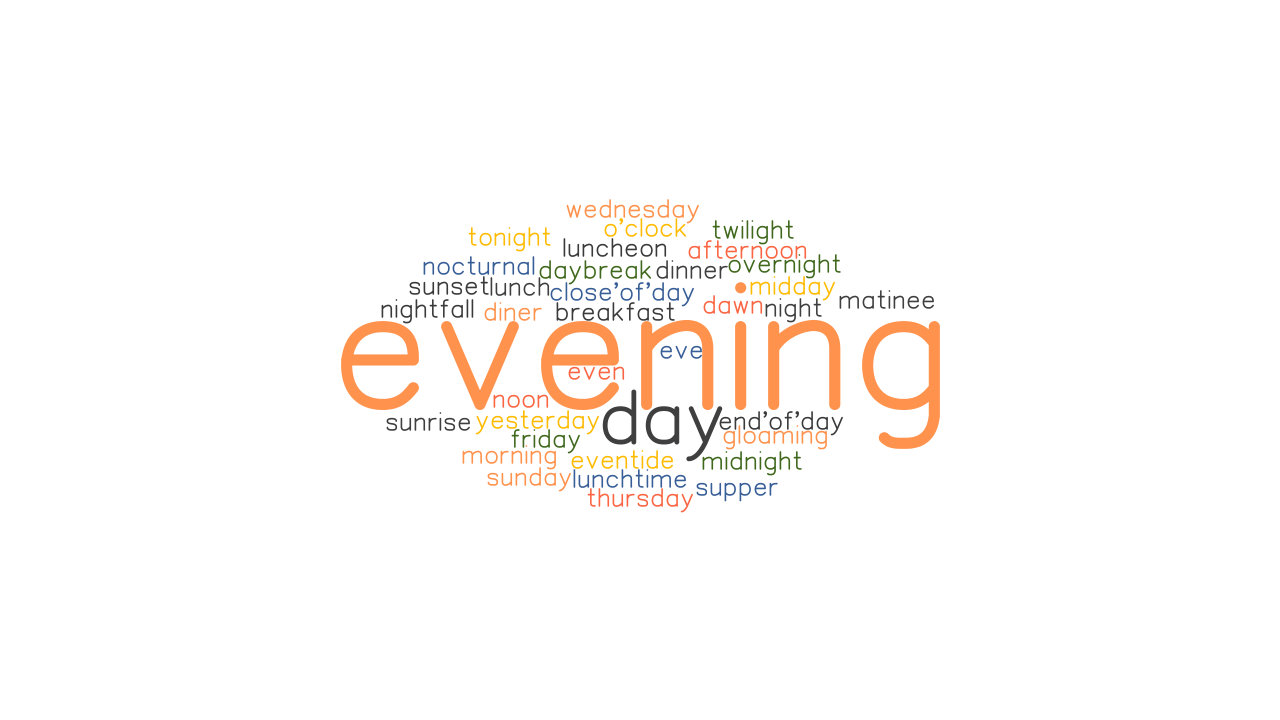 wednesday
o'clock
twilight
tonight
luncheon
afternoon
nocturnal
daybreak
dinner
overnight
sunset
lunch
close'of'day
midday
nightfall
diner
breakfast
dawn
night
matinee
evening
eve
even
noon
day
sunrise
yesterday
end'of'day
friday
gloaming
morning
eventide
midnight
sunday
lunchtime
supper
thursday